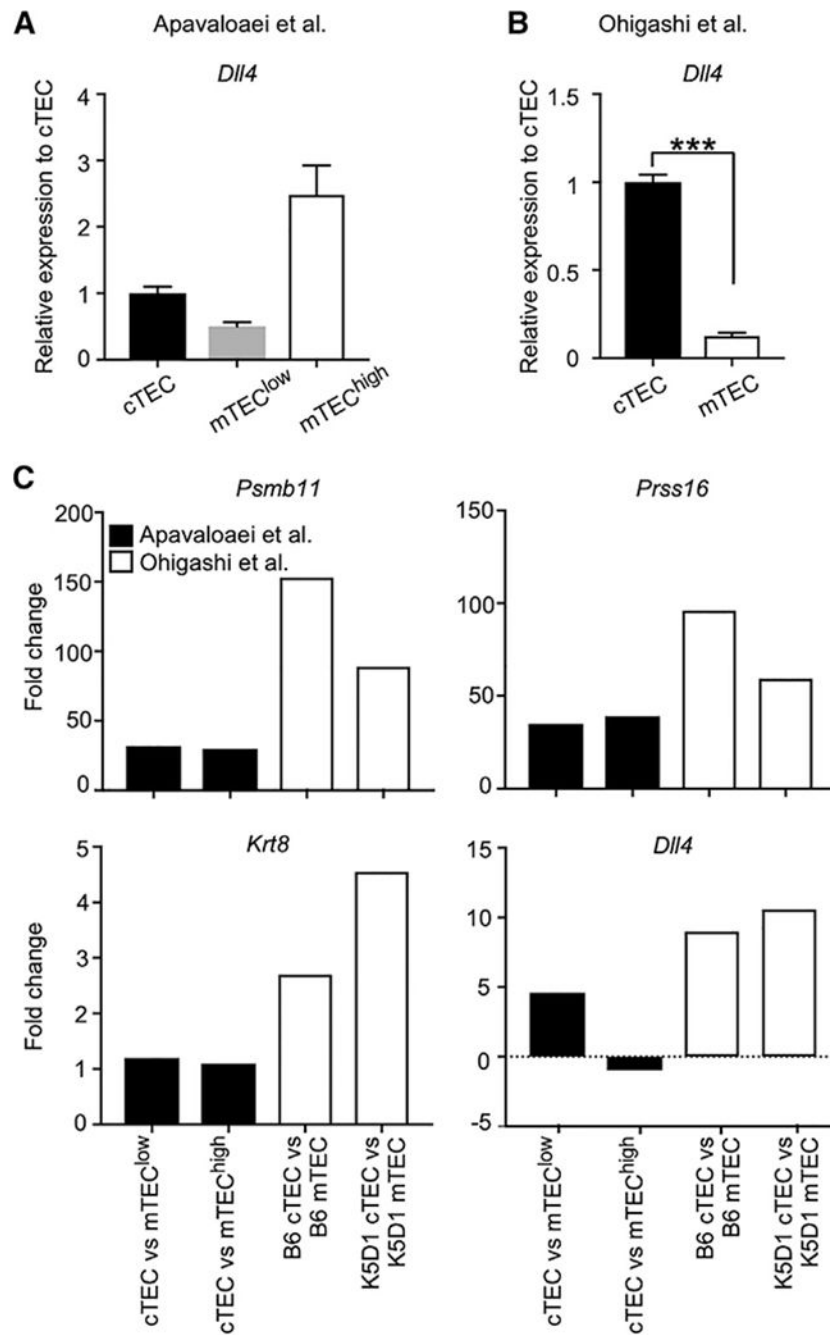 A
Apavaloaei et al.
Dll4
Relative expression to cTEC
4
3
2
1
0
cTEC
mTEC^low
mTEC^high
B
Ohigashi et al.
Dll4
Relative expression to cTEC
1.5
1
0.5
0
***
cTEC
mTEC
C
Psmb11
Fold change
200
150
100
50
0
Apavaloaei et al.
Ohigashi et al.
Prss16
150
100
50
0
Krt8
Fold change
5
4
3
2
1
0
cTEC vs mTEC^low
cTEC vs mTEC^high
B6 cTEC vs
B6 mTEC
K5D1 cTEC vs
K5D1 mTEC
Dll4
15
10
5
0
-5
cTEC vs mTEC^low
cTEC vs mTEC^high
B6 cTEC vs
B6 mTEC
K5D1 cTEC vs
K5D1 mTEC